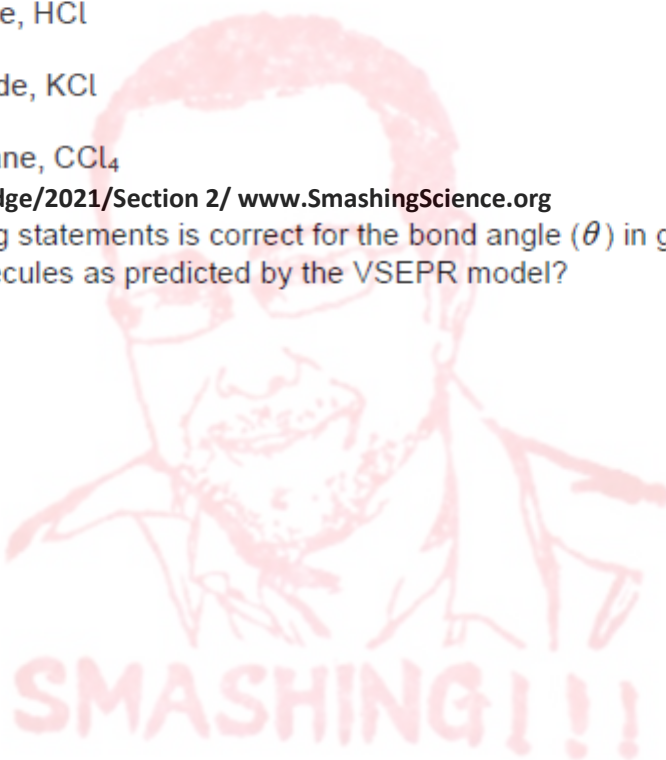 e, HCl
de, KCl
ne, CCl₄
dge/2021/Section 2/ www.SmashingScience.org
g statements is correct for the bond angle (θ) in g
ecules as predicted by the VSEPR model?
SMASHING!!!